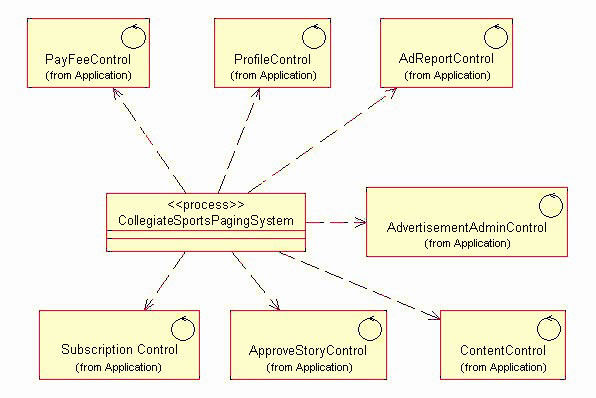 PayFeeControl
(from Application)
ProfileControl
(from Application)
AdReportControl
(from Application)
<<process>>
CollegiateSportsPagingSystem
AdvertisementAdminControl
(from Application)
Subscription Control
(from Application)
ApproveStoryControl
(from Application)
ContentControl
(from Application)